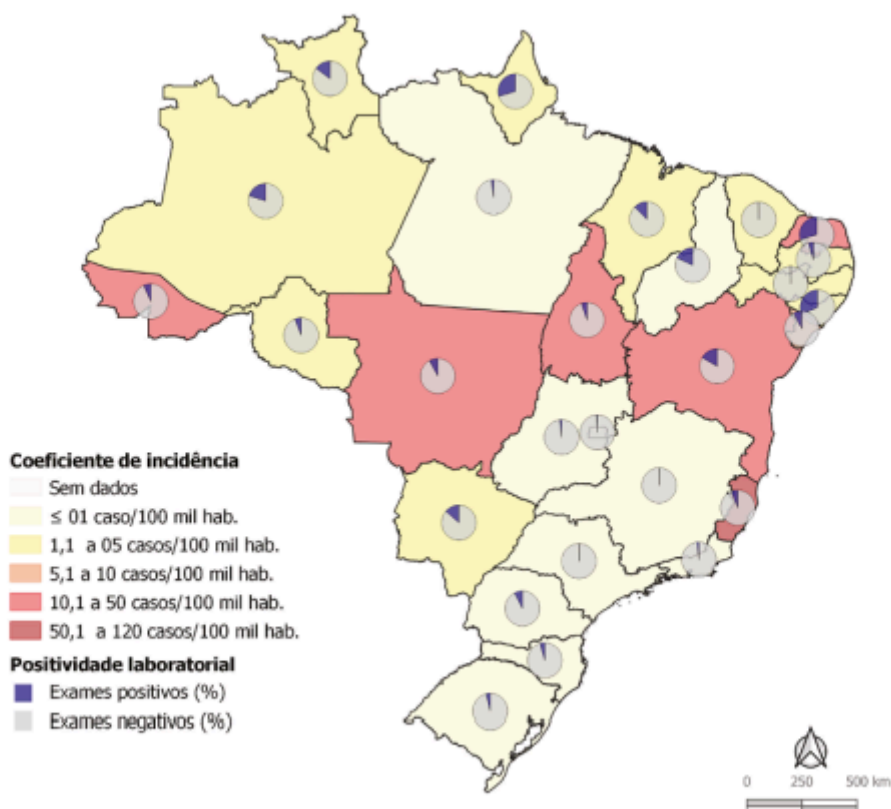 Coeficiente de incidência
Sem dados
≤ 01 caso/100 mil hab.
1,1 a 05 casos/100 mil hab.
5,1 a 10 casos/100 mil hab.
10,1 a 50 casos/100 mil hab.
50,1 a 120 casos/100 mil hab.
Positividade laboratorial
Exames positivos (%)
Exames negativos (%)
0 250 500 km